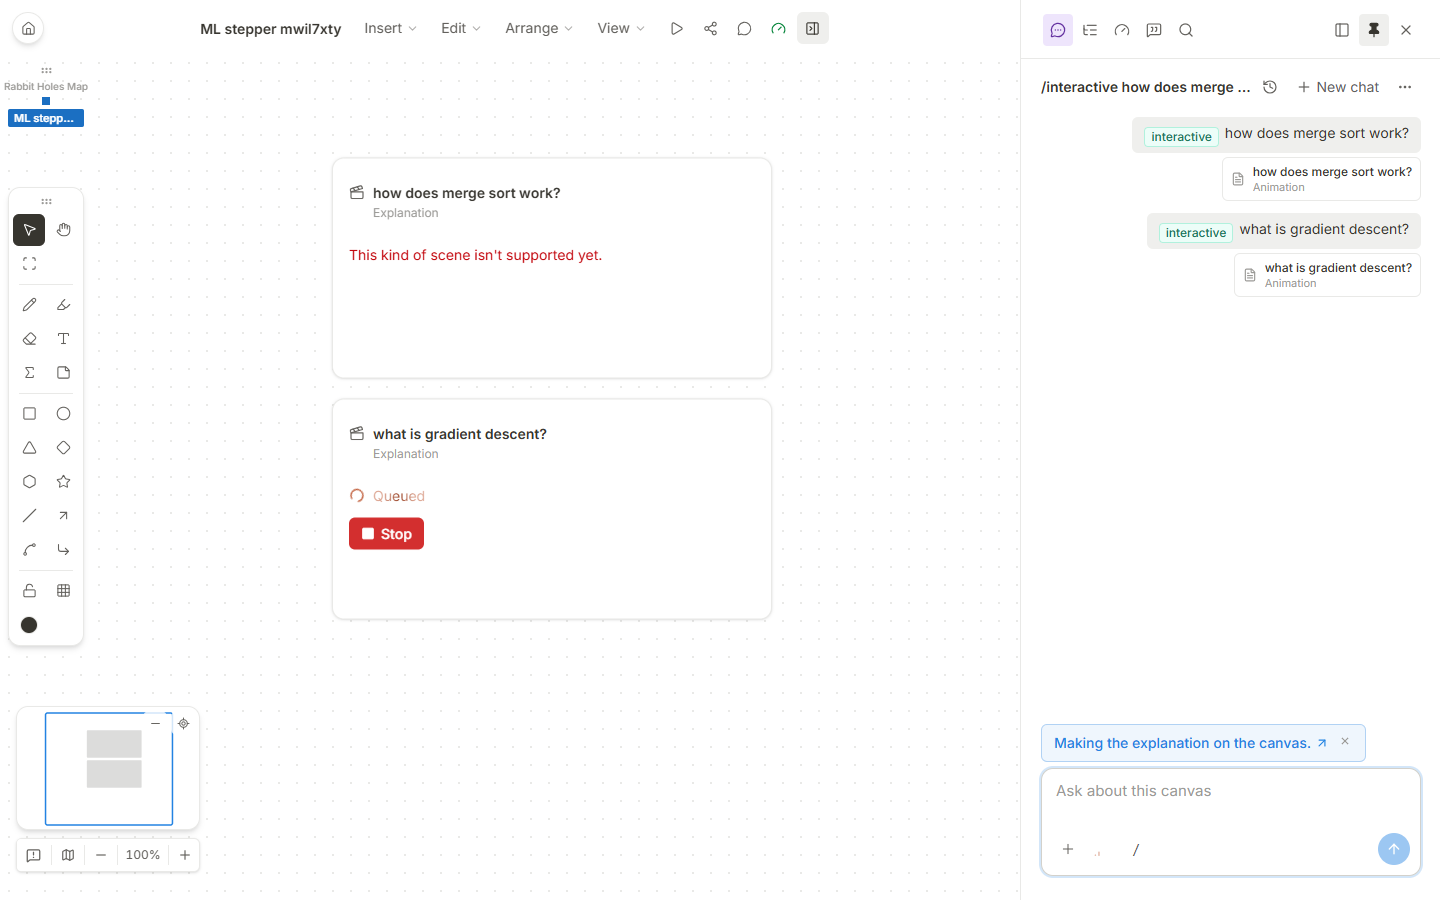 ML stepper mwil7xty
Insert
Edit
Arrange
View
Rabbit Holes Map
ML stepp...
how does merge sort work?
Explanation
This kind of scene isn't supported yet.
what is gradient descent?
Explanation
Queued
Stop
100%
/interactive how does merge ...
New chat
interactive how does merge sort work?
how does merge sort work?
Animation
interactive what is gradient descent?
what is gradient descent?
Animation
Making the explanation on the canvas.
Ask about this canvas
/